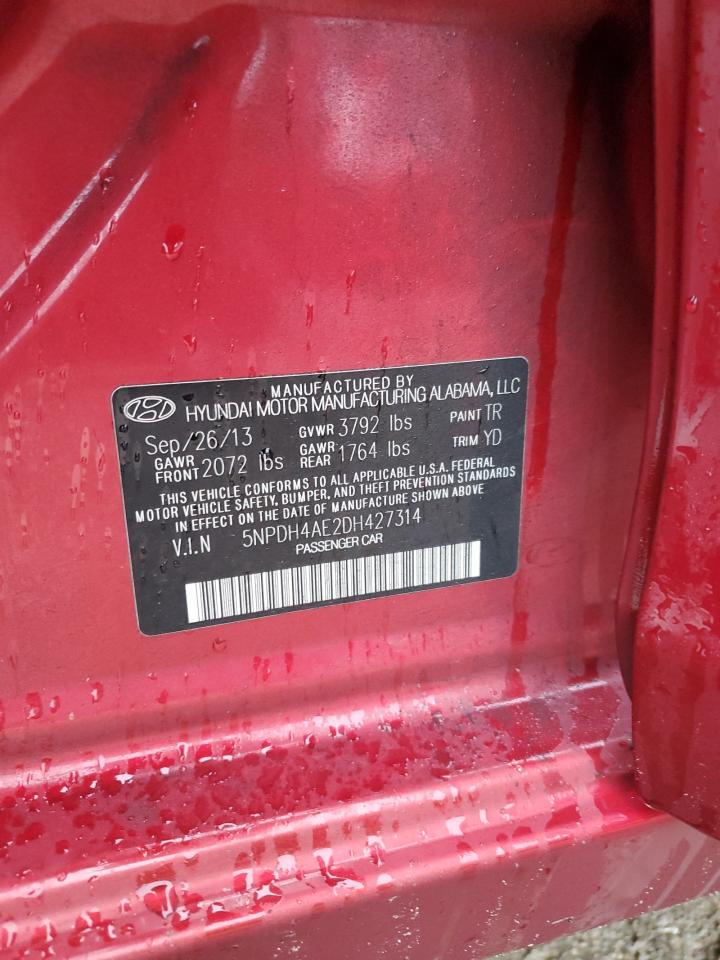 MANUFACTURED BY
HYUNDAI MOTOR MANUFACTURING ALABAMA, LLC
Sep/26/13 GVWR 3792 lbs PAINT TR
GAWR FRONT 2072 lbs GAWR REAR 1764 lbs TRIM YD
THIS VEHICLE CONFORMS TO ALL APPLICABLE U.S.A. FEDERAL
MOTOR VEHICLE SAFETY, BUMPER, AND THEFT PREVENTION STANDARDS
IN EFFECT ON THE DATE OF MANUFACTURE SHOWN ABOVE
V.I.N 5NPDH4AE2DH427314
PASSENGER CAR